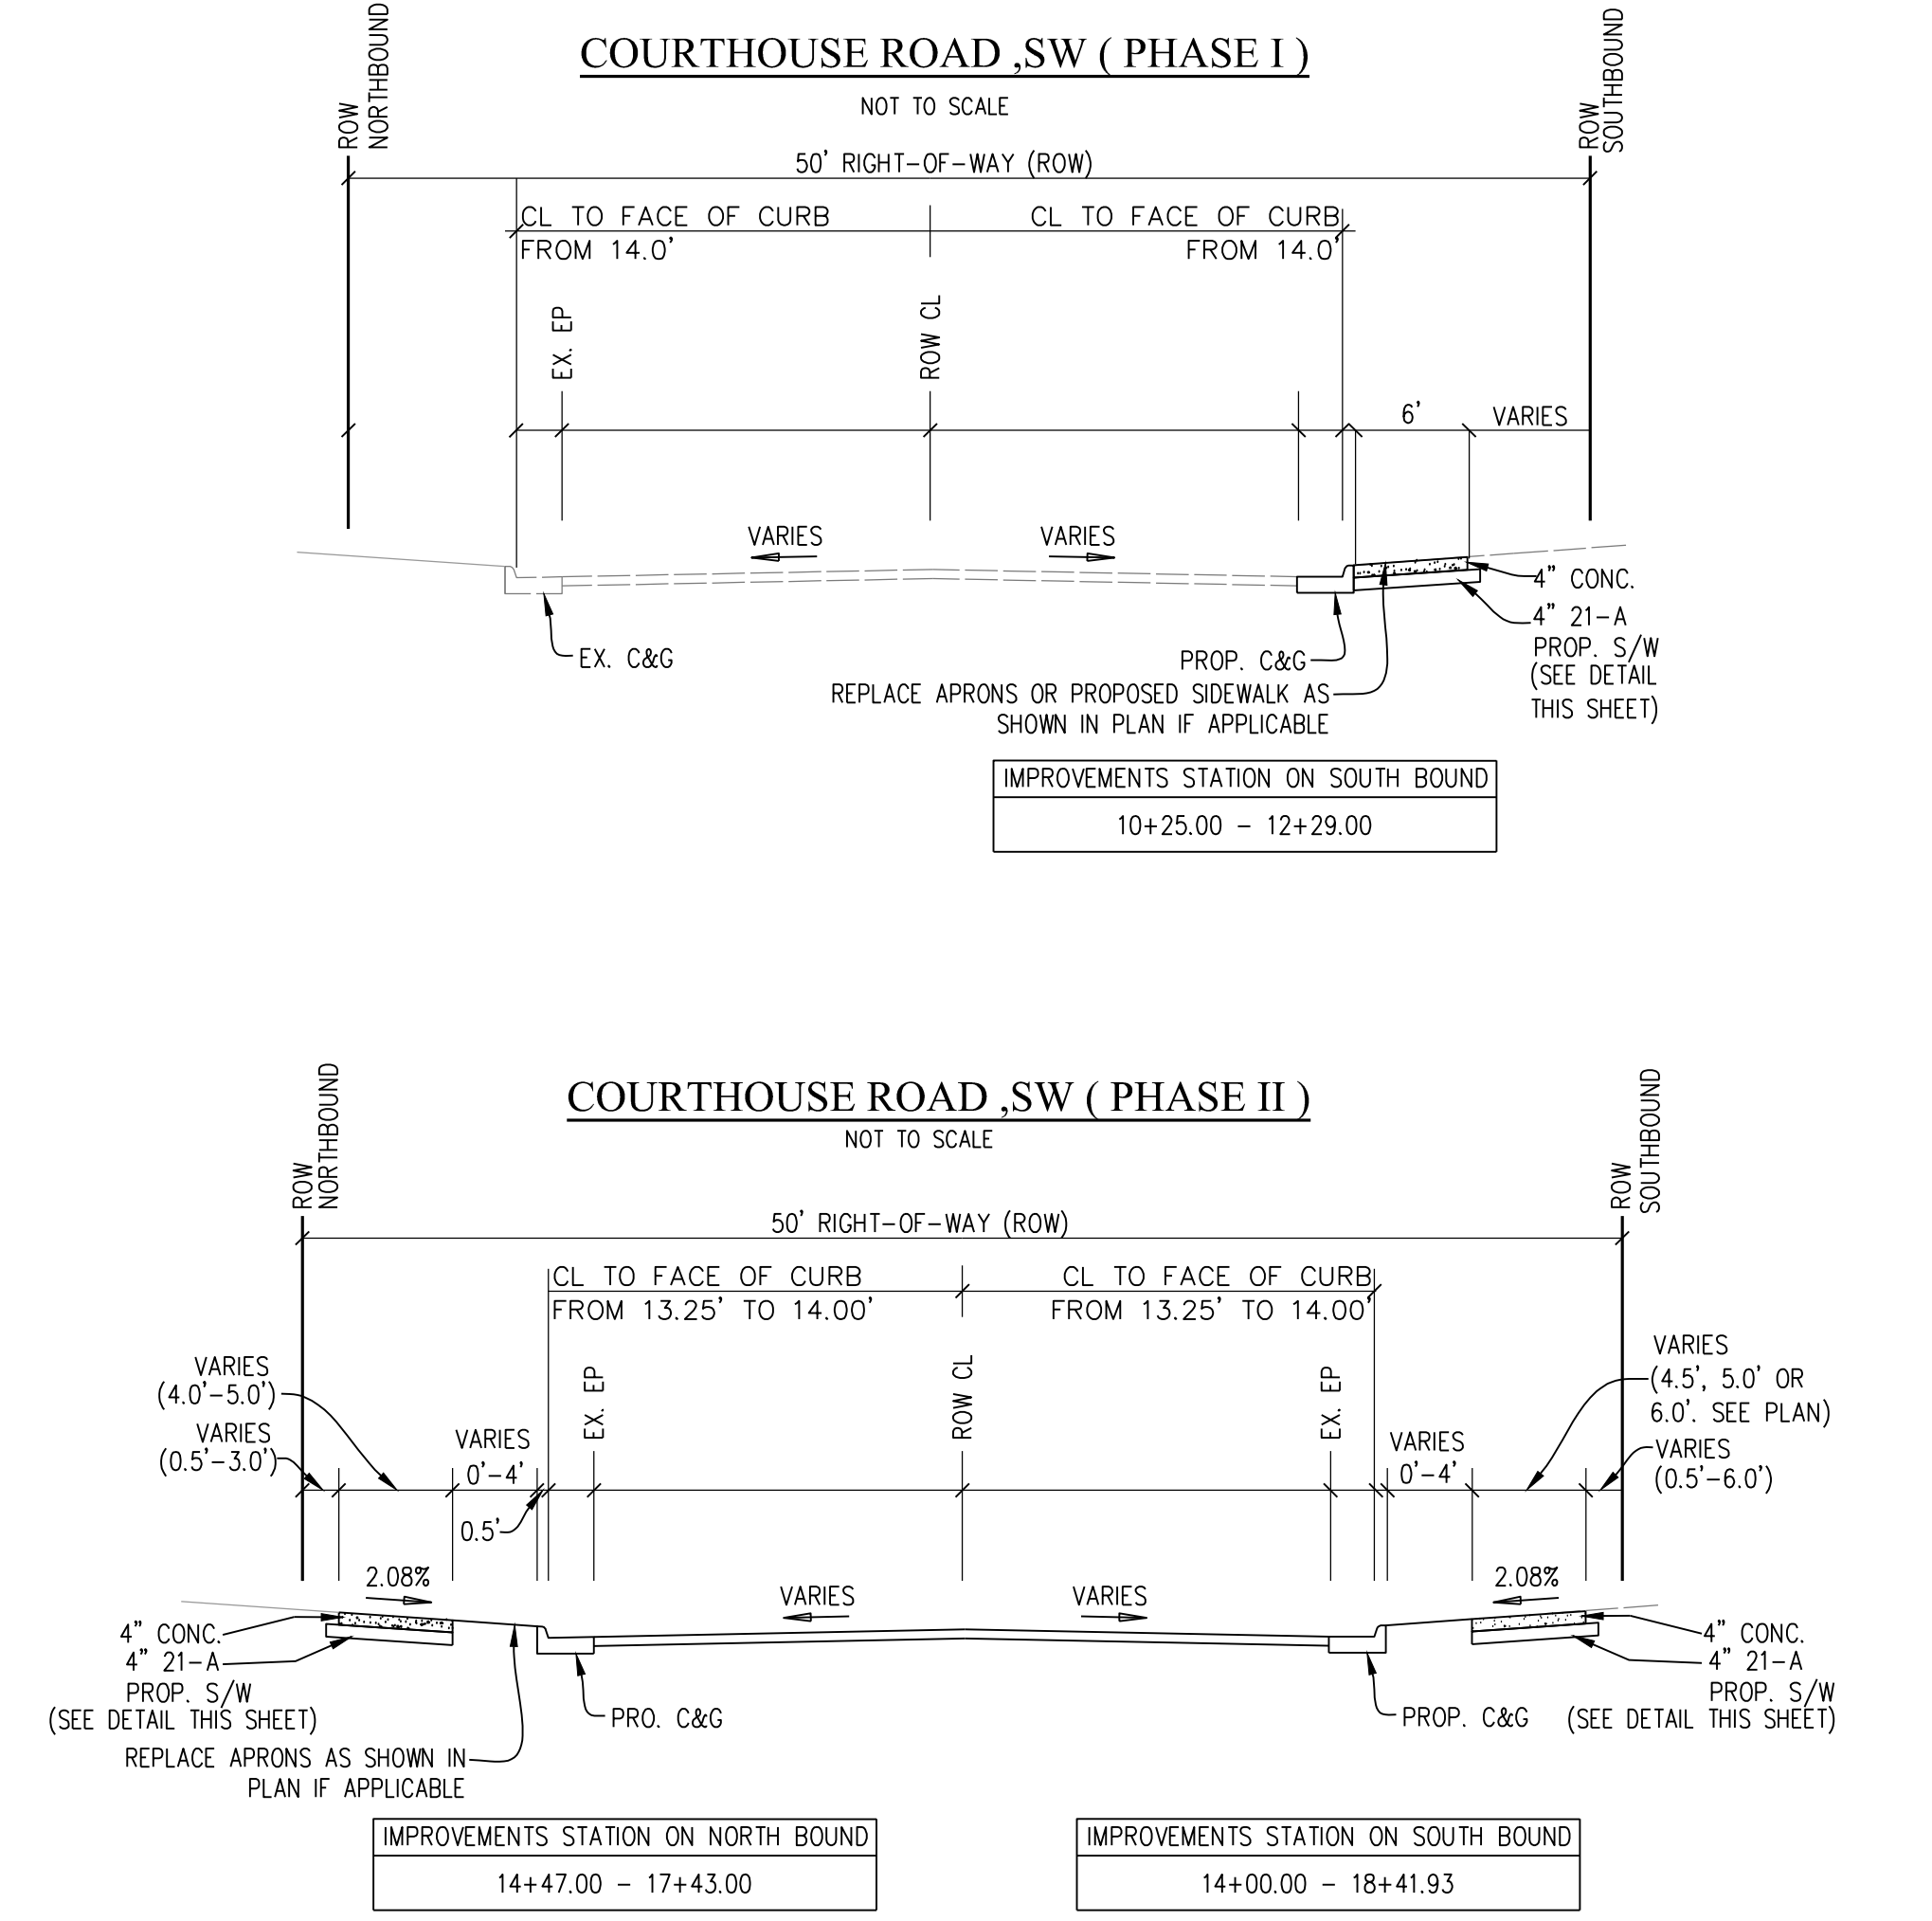 COURTHOUSE ROAD ,SW ( PHASE I )
NOT TO SCALE
ROW
NORTHBOUND
ROW
SOUTHBOUND
50' RIGHT-OF-WAY (ROW)
CL TO FACE OF CURB
FROM 14.0'
CL TO FACE OF CURB
FROM 14.0'
EX. EP
ROW CL
6'
VARIES
VARIES
VARIES
4" CONC.
4" 21-A
PROP. S/W
(SEE DETAIL
THIS SHEET)
EX. C&G
PROP. C&G
REPLACE APRONS OR PROPOSED SIDEWALK AS
SHOWN IN PLAN IF APPLICABLE
IMPROVEMENTS STATION ON SOUTH BOUND
10+25.00 - 12+29.00
COURTHOUSE ROAD ,SW ( PHASE II )
NOT TO SCALE
ROW
NORTHBOUND
ROW
SOUTHBOUND
50' RIGHT-OF-WAY (ROW)
CL TO FACE OF CURB
FROM 13.25' TO 14.00'
CL TO FACE OF CURB
FROM 13.25' TO 14.00'
VARIES
(4.0'-5.0')
VARIES
(0.5'-3.0')
VARIES
0'-4'
0.5'
EX. EP
ROW CL
EX. EP
VARIES
0'-4'
VARIES
(4.5', 5.0' OR
6.0'. SEE PLAN)
VARIES
(0.5'-6.0')
2.08%
VARIES
VARIES
2.08%
4" CONC.
4" 21-A
PROP. S/W
(SEE DETAIL THIS SHEET)
REPLACE APRONS AS SHOWN IN
PLAN IF APPLICABLE
PRO. C&G
PROP. C&G
4" CONC.
4" 21-A
PROP. S/W
(SEE DETAIL THIS SHEET)
IMPROVEMENTS STATION ON NORTH BOUND
14+47.00 - 17+43.00
IMPROVEMENTS STATION ON SOUTH BOUND
14+00.00 - 18+41.93